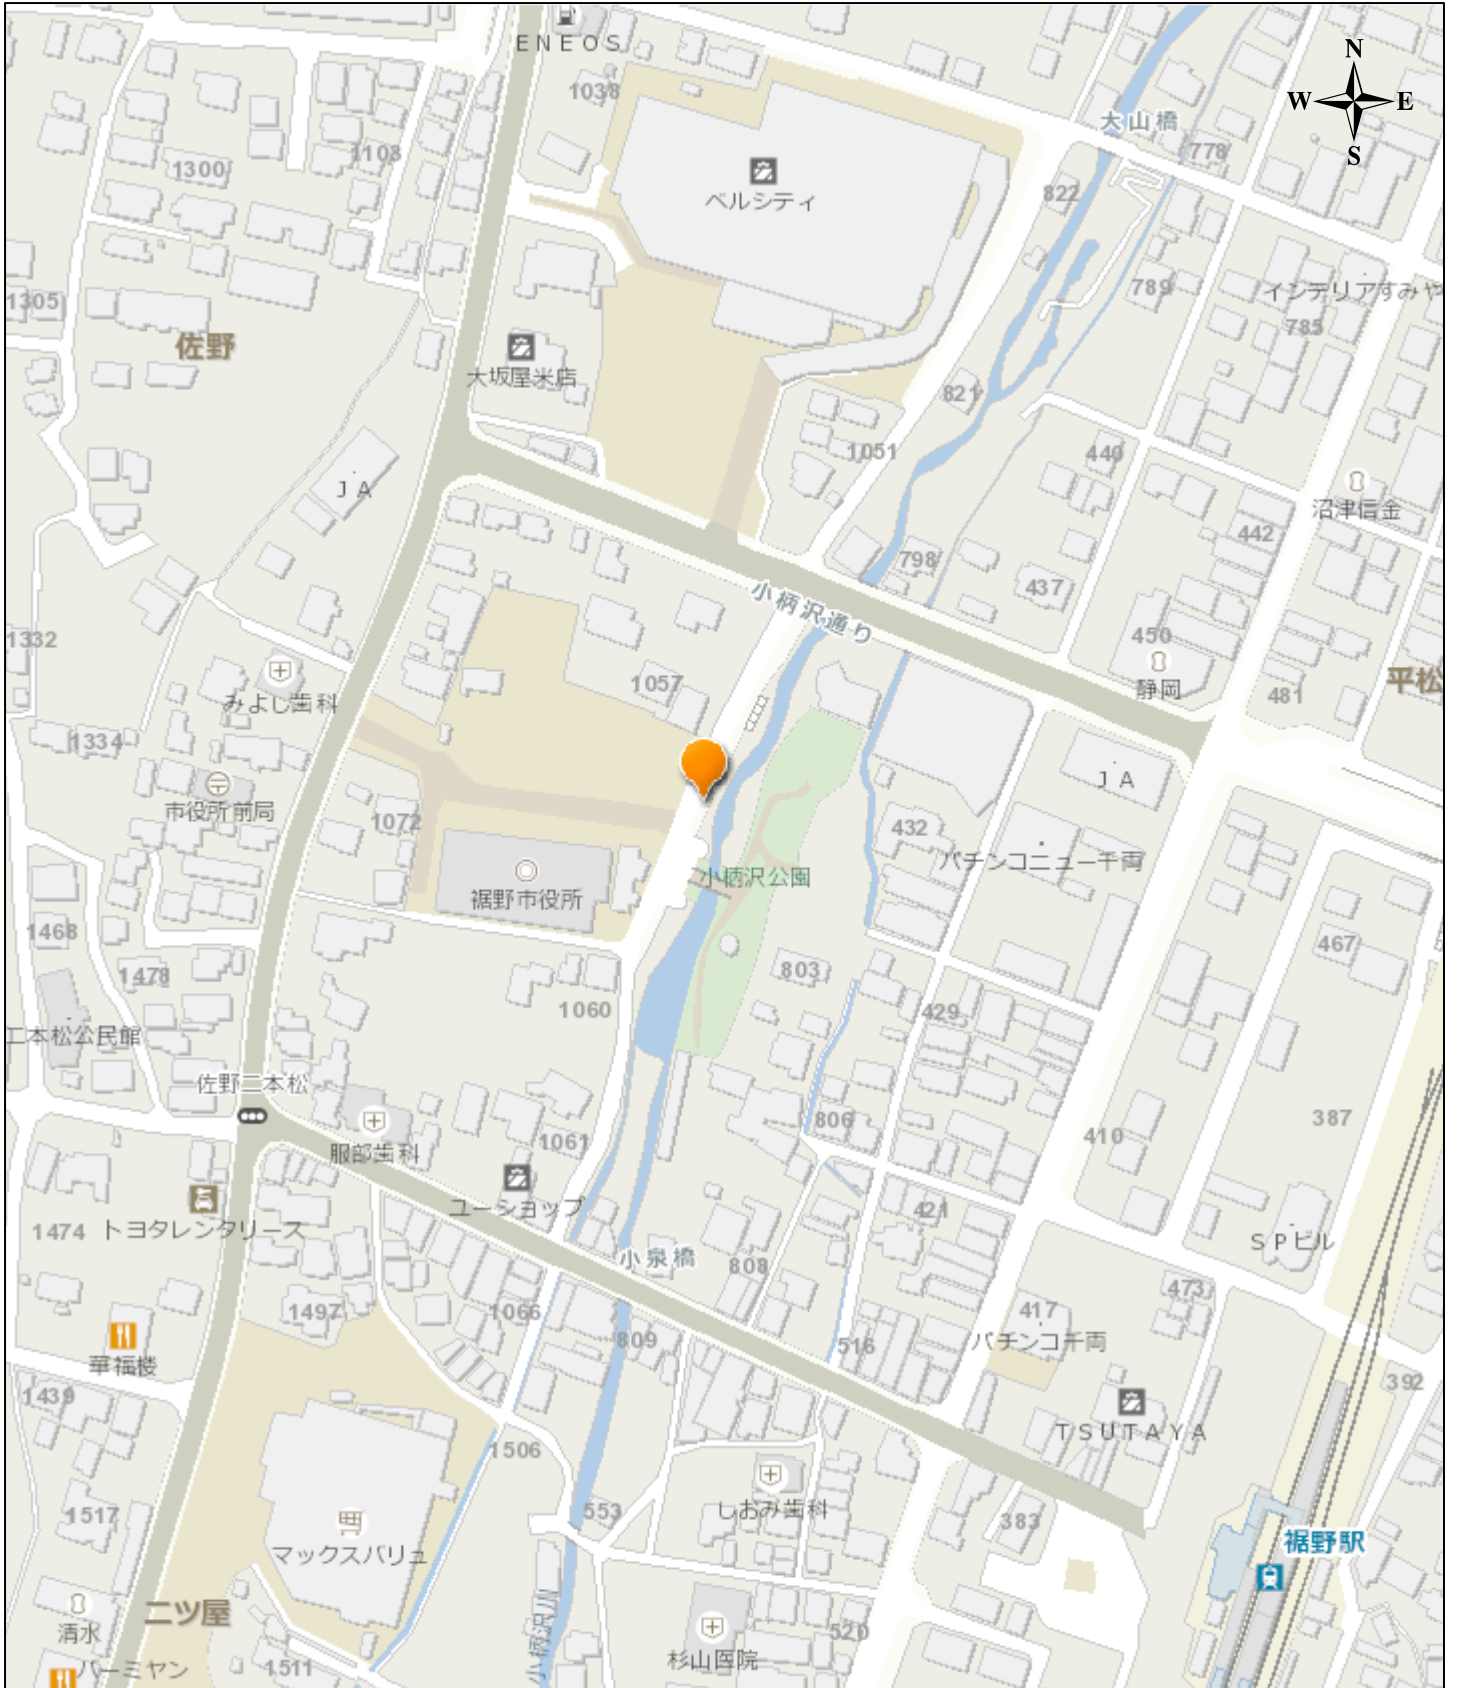 ENEOS
N
W E
S
1038
大山橋
1103
778
1300
ベルシティ
822
789
1305
インテリアすみや
785
佐野
大坂屋米店
821
1051
440
JA
沼津信金
442
798
437
小柄沢通り
1332
450
みよし歯科
1057
静岡
481
平松
1334
JA
市役所前局
1072
432
パチンコニュー千両
小柄沢公園
裾野市役所
1468
467
1478
803
1060
429
二本松公民館
佐野二本松
387
806
410
1061
服部歯科
ユーショップ
421
1474
トヨタレンタリース
SPビル
小泉橋
808
473
1497
1066
417
809
516
パチンコ千両
華福楼
1439
392
TSUTAYA
1506
553
しおみ歯科
383
1517
裾野駅
マックスバリュ
二ツ屋
清水
小柄沢川
520
杉山医院
バーミヤン
1511